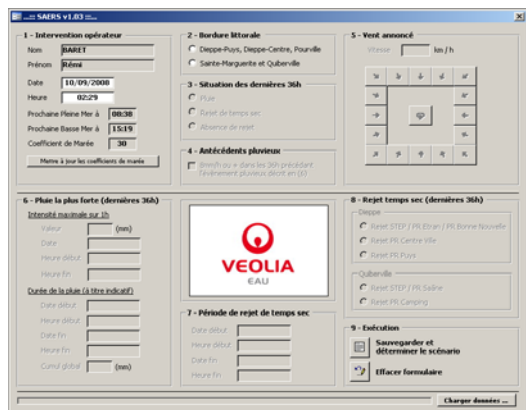 ..:: SAERS v1.03 ::..
1 - Intervention opérateur
Nom BARET
Prénom Rémi
Date 10/09/2008
Heure 02:29
Prochaine Pleine Mer à 08:38
Prochaine Basse Mer à 15:19
Coefficient de Marée 30
Mettre à jour les coefficients de marée
2 - Bordure littorale
Dieppe-Puys, Dieppe-Centre, Pourville
Sainte-Marguerite et Quiberville
3 - Situation des dernières 36h
Pluie
Rejet de temps sec
Absence de rejet
4 - Antécédents pluvieux
8mm/h ou + dans les 36h précédant
l'évènement pluvieux décrit en (6)
5 - Vent annoncé
Vitesse km / h
6 - Pluie la plus forte (dernières 36h)
Intensité maximale sur 1h
Valeur (mm)
Date
Heure début
Heure fin
Durée de la pluie (à titre indicatif)
Date début
Heure début
Date fin
Heure fin
Cumul global (mm)
VEOLIA
EAU
7 - Période de rejet de temps sec
Date début
Heure début
Date fin
Heure fin
8 - Rejet temps sec (dernières 36h)
Dieppe
Rejet STEP / PR Etran / PR Bonne Nouvelle
Rejet PR Centre Ville
Rejet PR Puys
Quiberville
Rejet STEP / PR Saâne
Rejet PR Camping
9 - Exécution
Sauvegarder et
déterminer le scénario
Effacer formulaire
Charger données ...